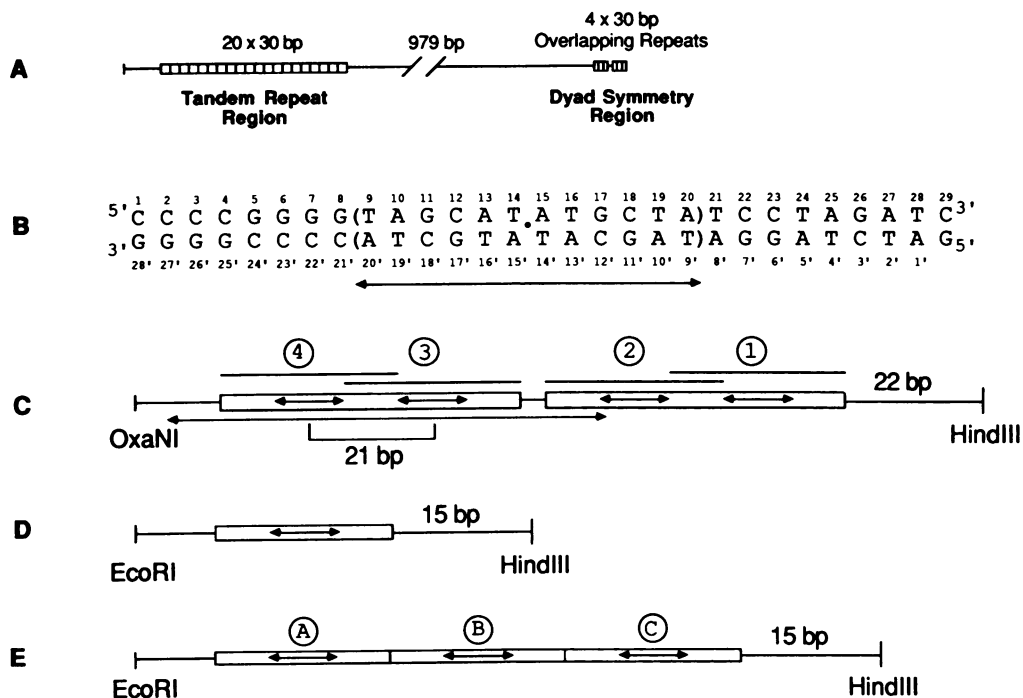 4 x 30 bp
20 x 30 bp 979 bp Overlapping Repeats
A
Tandem Repeat Region
Dyad Symmetry Region
B
1 2 3 4 5 6 7 8 9 10 11 12 13 14 15 16 17 18 19 20 21 22 23 24 25 26 27 28 29
5' C C C C G G G G (T A G C A T • A T G C T A) T C C T A G A T C 3'
3' G G G G C C C C (A T C G T A T A C G A T) A G G A T C T A G 5'
28' 27' 26' 25' 24' 23' 22' 21' 20' 19' 18' 17' 16' 15' 14' 13' 12' 11' 10' 9' 8' 7' 6' 5' 4' 3' 2' 1'
4 3 2 1
C 22 bp
OxaNI HindIII
21 bp
D 15 bp
EcoRI HindIII
A B C
E 15 bp
EcoRI HindIII